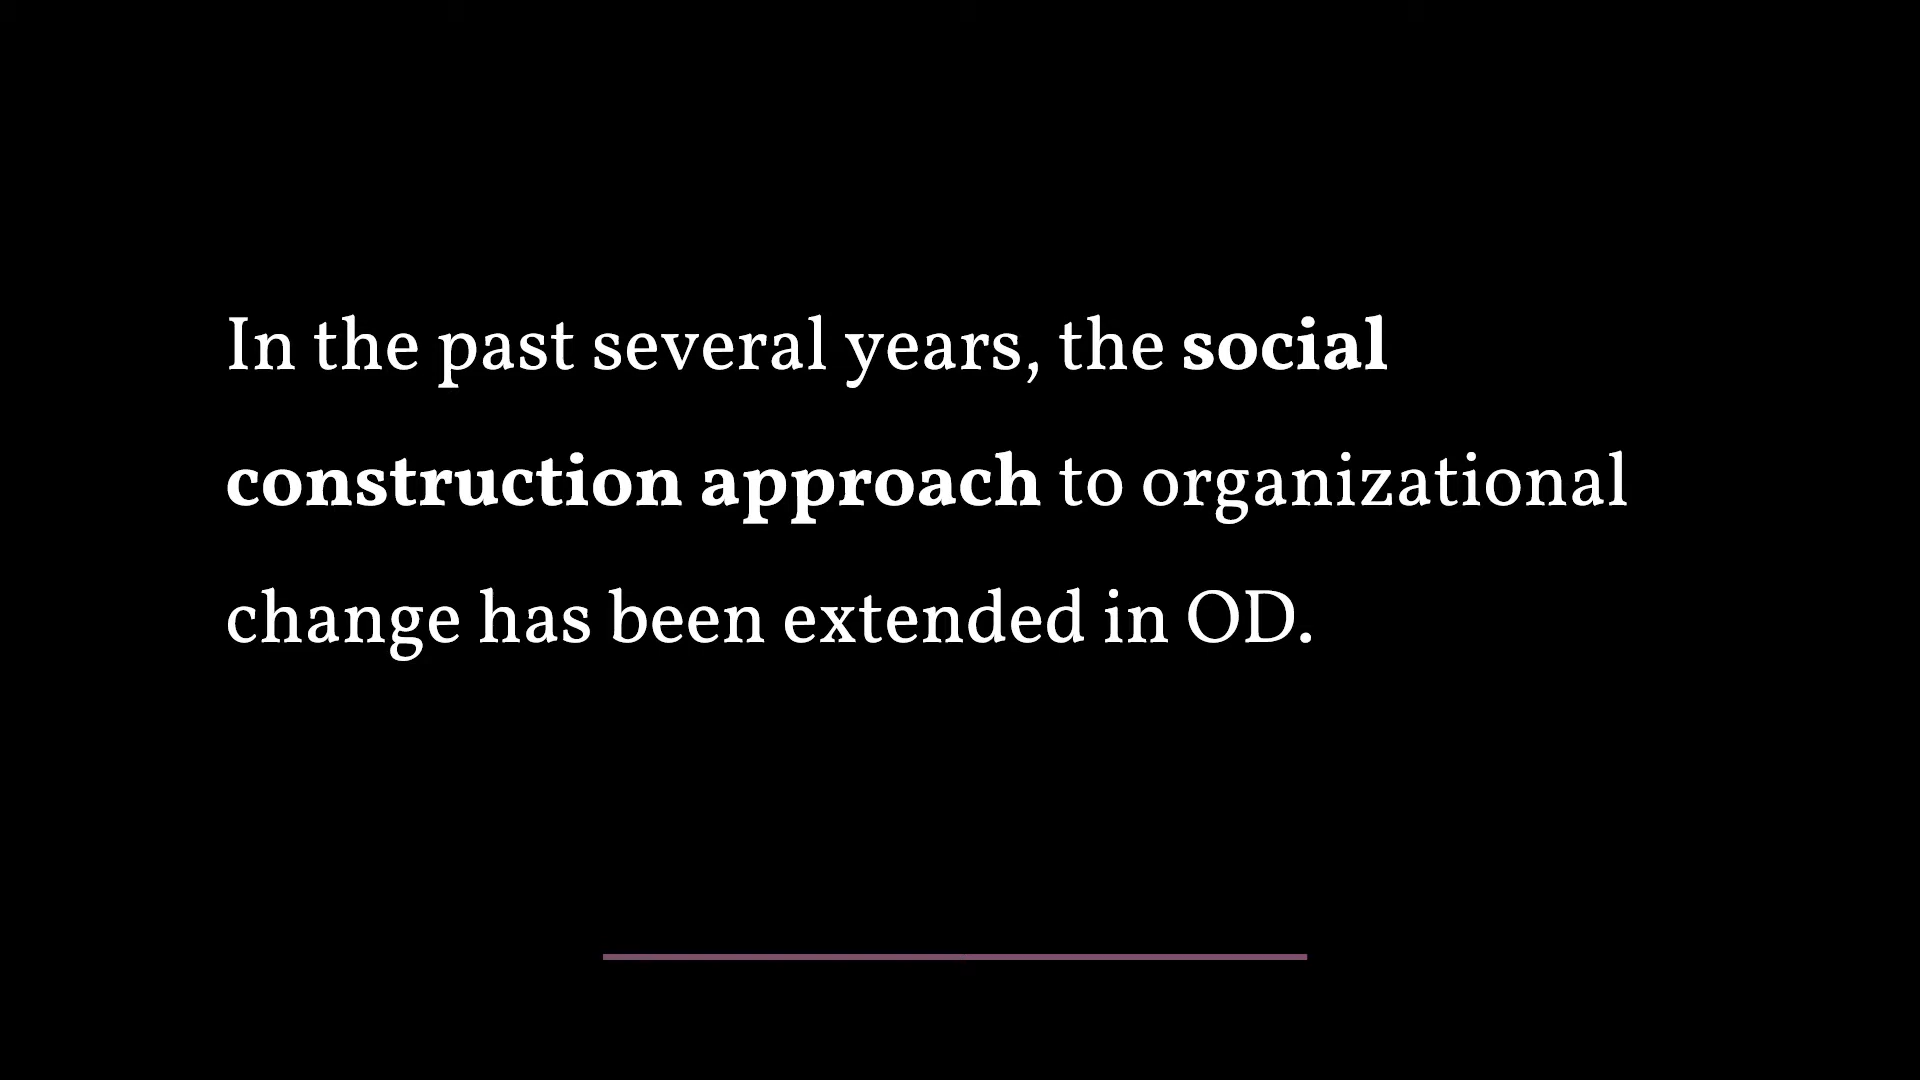 In the past several years, the social
construction approach to organizational
change has been extended in OD.